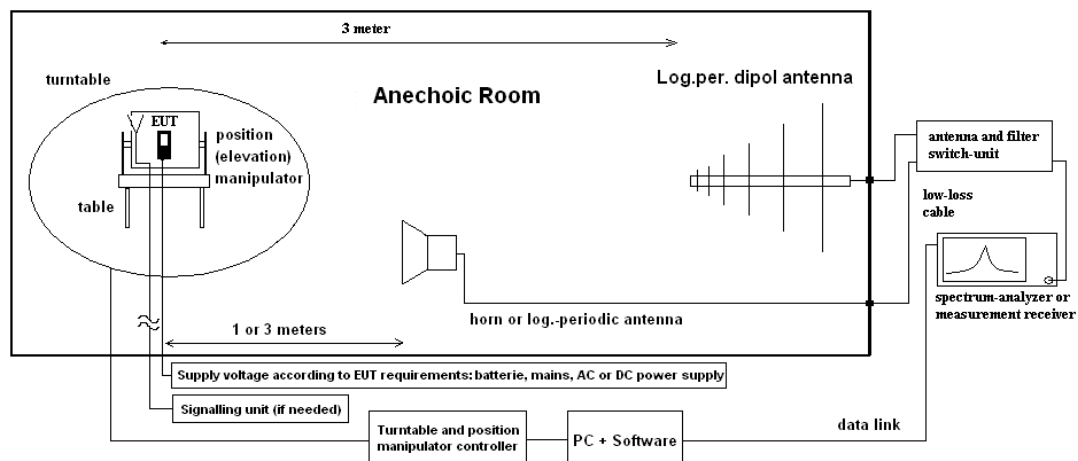 3 meter
Log.per. dipol antenna
turntable
Anechoic Room
EUT
position
(elevation)
manipulator
antenna and filter
switch-unit
table
low-loss
cable
spectrum-analyzer or
measurement receiver
horn or log.-periodic antenna
1 or 3 meters
Supply voltage according to EUT requirements: batterie, mains, AC or DC power supply
Signalling unit (if needed)
Turntable and position
manipulator controller
PC + Software
data link